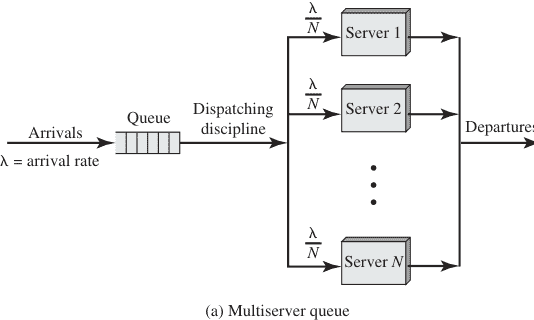 Arrivals
λ = arrival rate
Queue
Dispatching
discipline
λ
N
Server 1
λ
N
Server 2
λ
N
Server N
Departures
(a) Multiserver queue